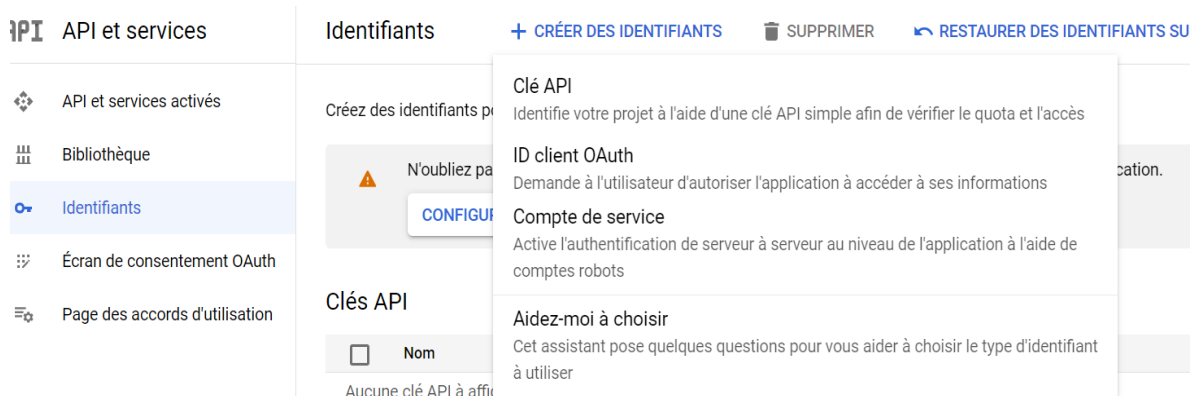 API API et services
Identifiants
+ CRÉER DES IDENTIFIANTS
SUPPRIMER
RESTAURER DES IDENTIFIANTS SU
API et services activés
Bibliothèque
Identifiants
Écran de consentement OAuth
Page des accords d'utilisation
Créez des identifiants po
N'oubliez pa
cation.
CONFIGUR
Clé API
Identifie votre projet à l'aide d'une clé API simple afin de vérifier le quota et l'accès
ID client OAuth
Demande à l'utilisateur d'autoriser l'application à accéder à ses informations
Compte de service
Active l'authentification de serveur à serveur au niveau de l'application à l'aide de
comptes robots
Aidez-moi à choisir
Cet assistant pose quelques questions pour vous aider à choisir le type d'identifiant
à utiliser
Clés API
Nom
Aucune clé API à affic